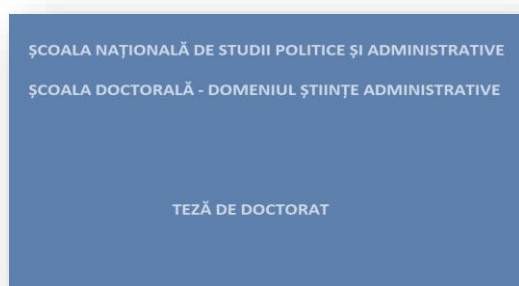 ȘCOALA NAȚIONALĂ DE STUDII POLITICE ȘI ADMINISTRATIVE
ȘCOALA DOCTORALĂ - DOMENIUL ȘTIINȚE ADMINISTRATIVE
TEZĂ DE DOCTORAT